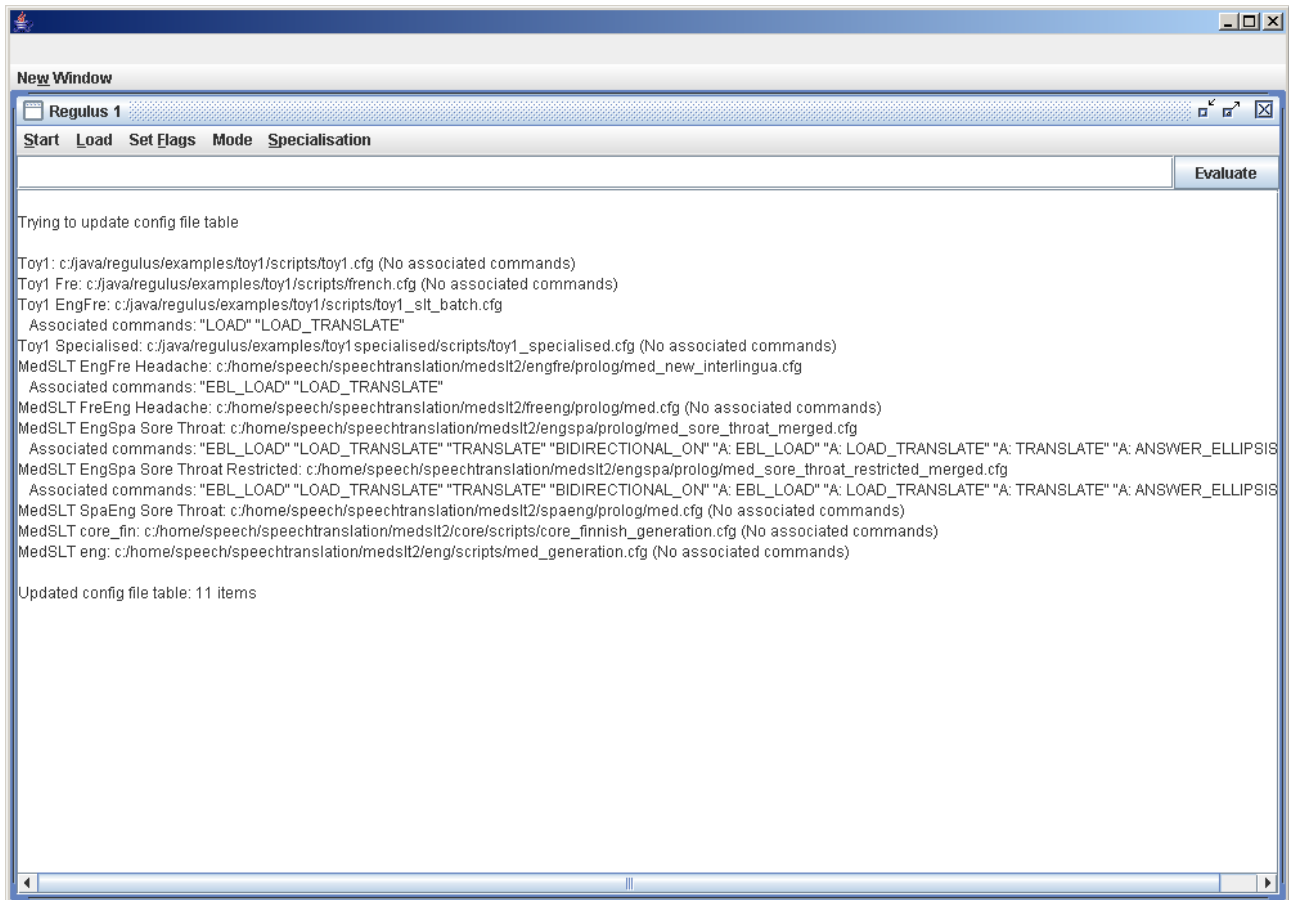 New Window
Regulus 1
Start Load Set Flags Mode Specialisation
Evaluate
Trying to update config file table
Toy1: c:/java/regulus/examples/toy1/scripts/toy1.cfg (No associated commands)
Toy1 Fre: c:/java/regulus/examples/toy1/scripts/french.cfg (No associated commands)
Toy1 EngFre: c:/java/regulus/examples/toy1/scripts/toy1_slt_batch.cfg
Associated commands: "LOAD" "LOAD_TRANSLATE"
Toy1 Specialised: c:/java/regulus/examples/toy1specialised/scripts/toy1_specialised.cfg (No associated commands)
MedSLT EngFre Headache: c:/home/speech/speechtranslation/medslt2/engfre/prolog/med_new_interlingua.cfg
Associated commands: "EBL_LOAD" "LOAD_TRANSLATE"
MedSLT FreEng Headache: c:/home/speech/speechtranslation/medslt2/freeng/prolog/med.cfg (No associated commands)
MedSLT EngSpa Sore Throat: c:/home/speech/speechtranslation/medslt2/engspa/prolog/med_sore_throat_merged.cfg
Associated commands: "EBL_LOAD" "LOAD_TRANSLATE" "TRANSLATE" "BIDIRECTIONAL_ON" "A: EBL_LOAD" "A: LOAD_TRANSLATE" "A: TRANSLATE" "A: ANSWER_ELLIPSIS
MedSLT EngSpa Sore Throat Restricted: c:/home/speech/speechtranslation/medslt2/engspa/prolog/med_sore_throat_restricted_merged.cfg
Associated commands: "EBL_LOAD" "LOAD_TRANSLATE" "TRANSLATE" "BIDIRECTIONAL_ON" "A: EBL_LOAD" "A: LOAD_TRANSLATE" "A: TRANSLATE" "A: ANSWER_ELLIPSIS
MedSLT SpaEng Sore Throat: c:/home/speech/speechtranslation/medslt2/spaeng/prolog/med.cfg (No associated commands)
MedSLT core_fin: c:/home/speech/speechtranslation/medslt2/core/scripts/core_finnish_generation.cfg (No associated commands)
MedSLT eng: c:/home/speech/speechtranslation/medslt2/eng/scripts/med_generation.cfg (No associated commands)
Updated config file table: 11 items